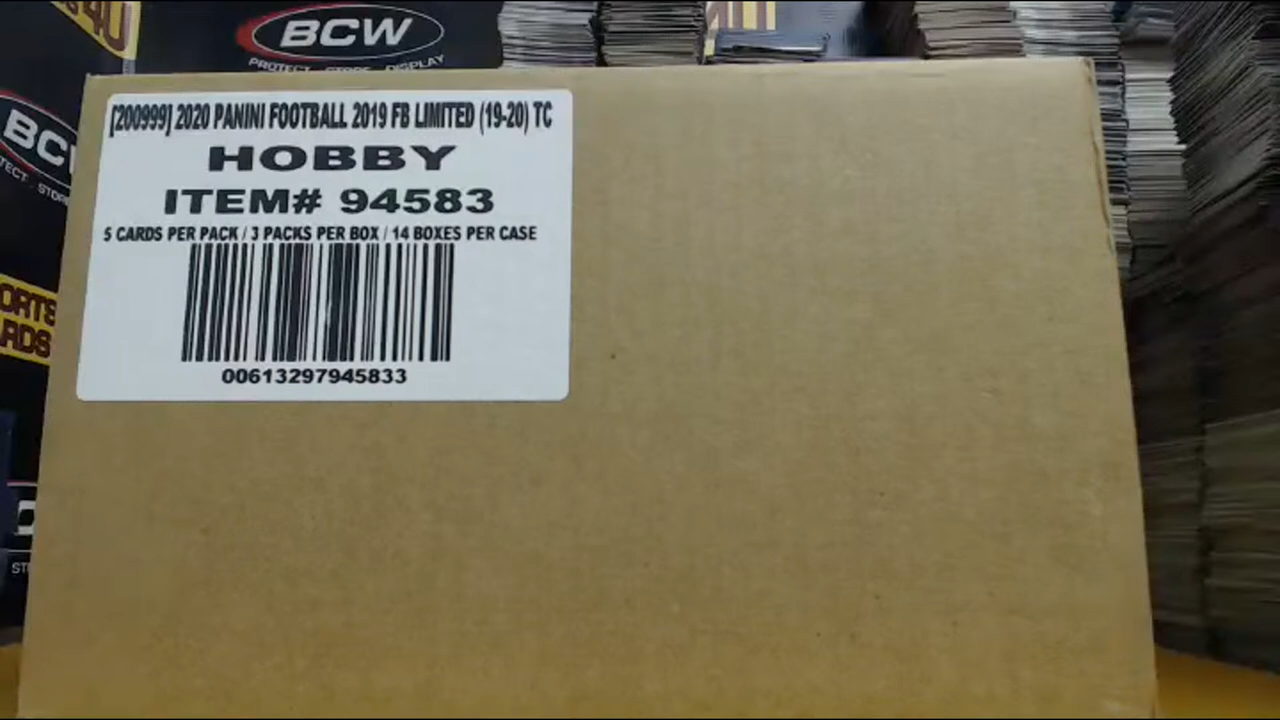 BCW
PROTECT · STORE · DISPLAY
BCW
[200999] 2020 PANINI FOOTBALL 2019 FB LIMITED (19-20) TC
HOBBY
ITEM# 94583
5 CARDS PER PACK / 3 PACKS PER BOX / 14 BOXES PER CASE
00613297945833